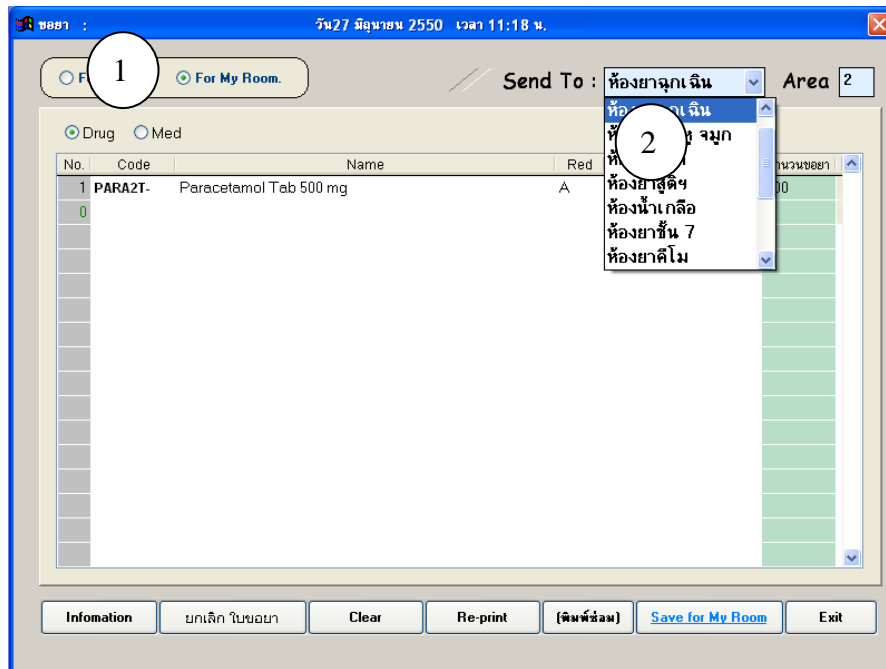 ขอยา :
วัน27 มิถุนายน 2550 เวลา 11:18 น.
1
For My Room.
Send To : ห้องยาฉุกเฉิน
Area 2
2
จมูก
ห้องยาสูติฯ
ห้องน้ำเกลือ
ห้องยาชั้น 7
ห้องยาคีโม
Drug Med
No. Code Name Red
1 PARA2T- Paracetamol Tab 500 mg A
0
Infomation ยกเลิก ใบขอยา Clear Re-print (พิมพ์ซ่อม) Save for My Room Exit